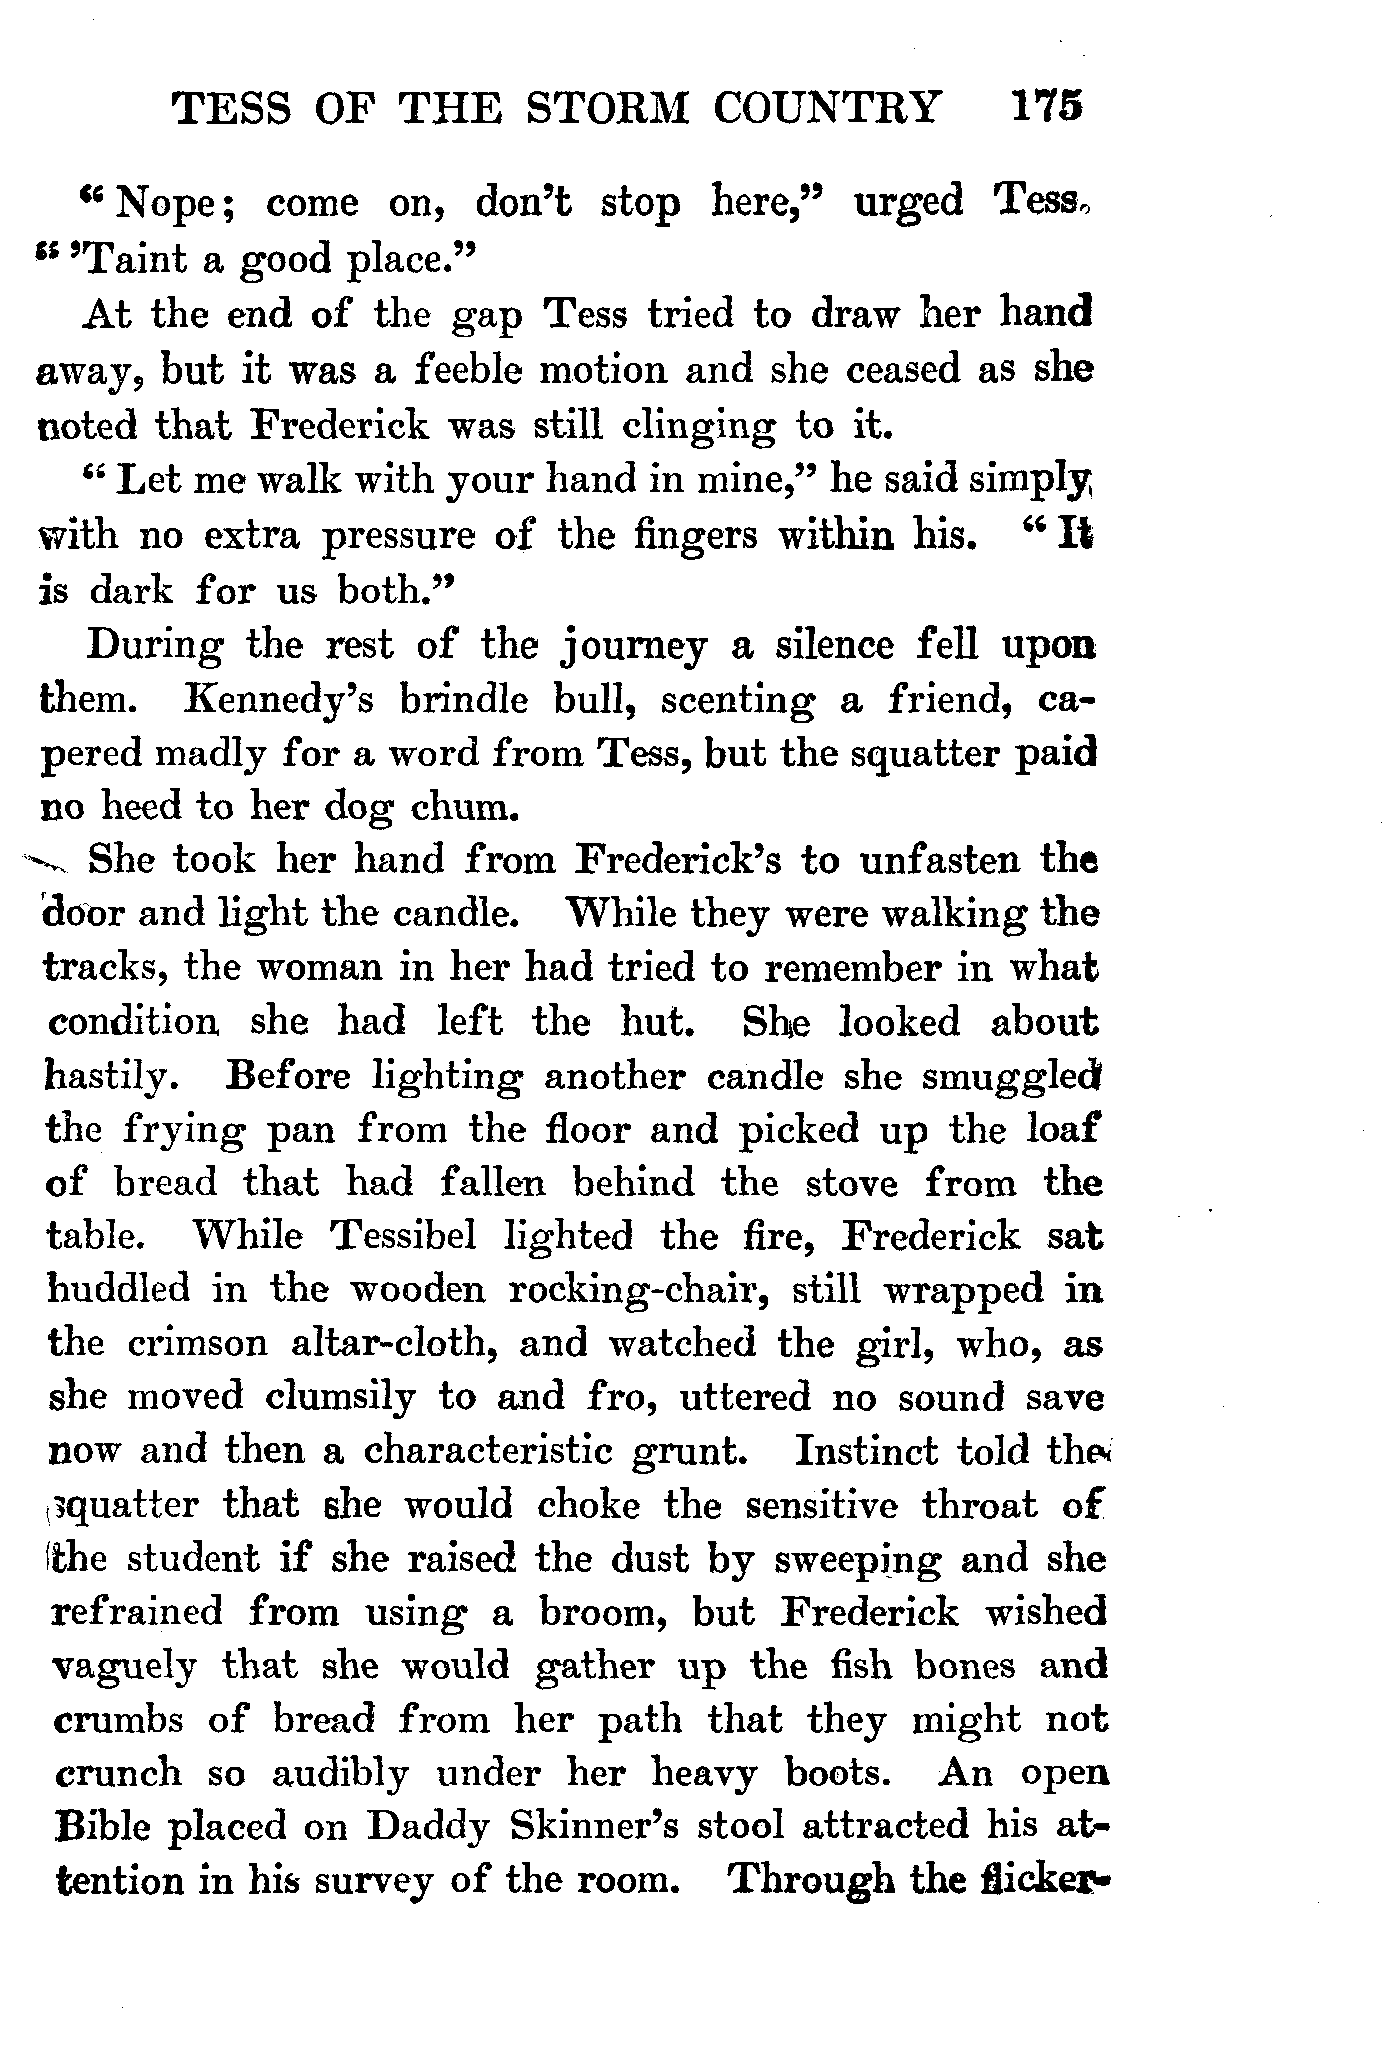 TESS OF THE STORM COUNTRY 175
“ Nope; come on, don’t stop here,” urged Tess.
“ ’Taint a good place.”
At the end of the gap Tess tried to draw her hand
away, but it was a feeble motion and she ceased as she
noted that Frederick was still clinging to it.
“ Let me walk with your hand in mine,” he said simply,
with no extra pressure of the fingers within his. “ It
is dark for us both.”
During the rest of the journey a silence fell upon
them. Kennedy’s brindle bull, scenting a friend, ca-
pered madly for a word from Tess, but the squatter paid
no heed to her dog chum.
She took her hand from Frederick’s to unfasten the
door and light the candle. While they were walking the
tracks, the woman in her had tried to remember in what
condition she had left the hut. She looked about
hastily. Before lighting another candle she smuggled
the frying pan from the floor and picked up the loaf
of bread that had fallen behind the stove from the
table. While Tessibel lighted the fire, Frederick sat
huddled in the wooden rocking-chair, still wrapped in
the crimson altar-cloth, and watched the girl, who, as
she moved clumsily to and fro, uttered no sound save
now and then a characteristic grunt. Instinct told the
squatter that she would choke the sensitive throat of
the student if she raised the dust by sweeping and she
refrained from using a broom, but Frederick wished
vaguely that she would gather up the fish bones and
crumbs of bread from her path that they might not
crunch so audibly under her heavy boots. An open
Bible placed on Daddy Skinner’s stool attracted his at-
tention in his survey of the room. Through the flicker-